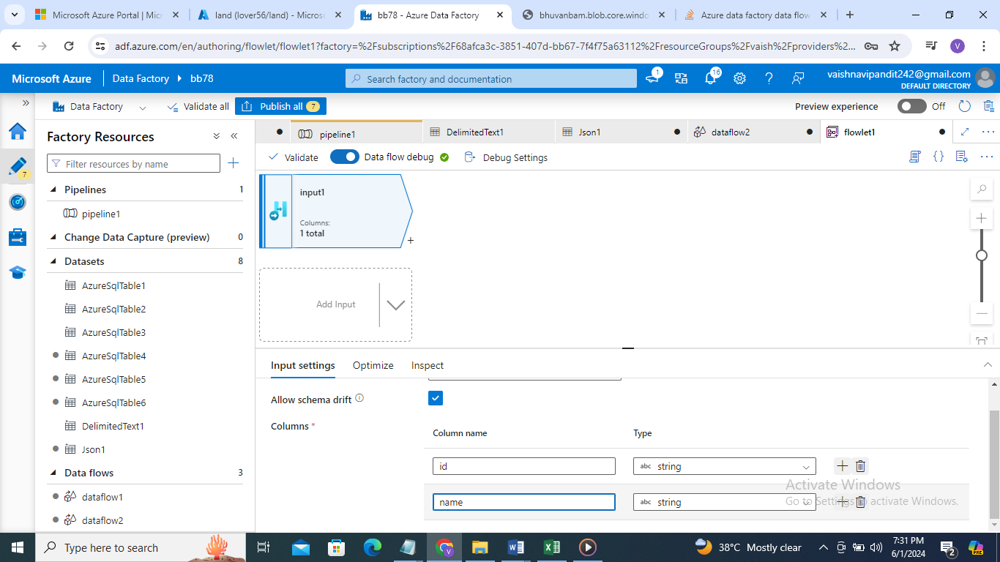 Microsoft Azure Portal | Mic
land (lover56/land) - Microso
bb78 - Azure Data Factory
bhuvanbam.blob.core.windo
Azure data factory data flow
adf.azure.com/en/authoring/flowlet/flowlet1?factory=%2Fsubscriptions%2F68afca3c-3851-407d-bb67-7f4f75a63112%2FresourceGroups%2Fvaish%2Fproviders%2...
V
Microsoft Azure
Data Factory
bb78
Search factory and documentation
1
16
vaishnavipandit242@gmail.com
DEFAULT DIRECTORY
Data Factory
Validate all
Publish all
7
Preview experience
Off
Factory Resources
pipeline1
DelimitedText1
Json1
dataflow2
flowlet1
Validate
Data flow debug
Debug Settings
Filter resources by name
7
Pipelines
1
pipeline1
Change Data Capture (preview)
0
Datasets
8
AzureSqlTable1
AzureSqlTable2
AzureSqlTable3
AzureSqlTable4
AzureSqlTable5
AzureSqlTable6
DelimitedText1
Json1
Data flows
3
dataflow1
dataflow2
input1
Columns:
1 total
Add Input
Input settings
Optimize
Inspect
Allow schema drift
Columns *
Column name
Type
id
abc string
name
abc string
Activate Windows
Go to Settings to activate Windows.
Type here to search
38°C Mostly clear
7:31 PM
6/1/2024
2
PRE